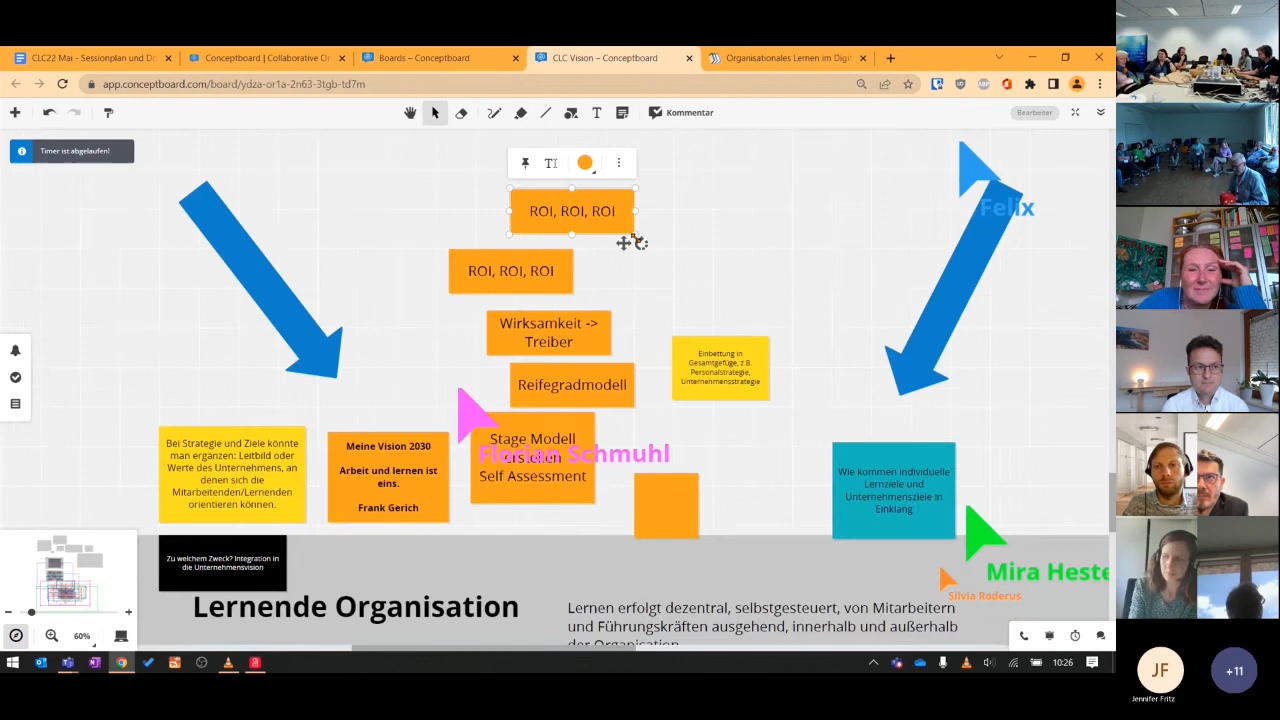 CLC22 Mai - Sessionplan und Do
Conceptboard | Collaborative On
Boards – Conceptboard
CLC Vision – Conceptboard
Organisationales Lernen im Digit
app.conceptboard.com/board/ydza-or1a-2n63-3tgb-td7m
Kommentar
Bearbeiter
Timer ist abgelaufen!
ROI, ROI, ROI
Felix
ROI, ROI, ROI
Wirksamkeit ->
Treiber
Einbettung in
Gesamtgefüge, z.B.
Personalstrategie,
Unternehmensstrategie
Reifegradmodell
Stage Modell
Self Assessment
Florian Schmuhl
Bei Strategie und Ziele könnte
man ergänzen: Leitbild oder
Werte des Unternehmens, an
denen sich die
Mitarbeitenden/Lernenden
orientieren können.
Meine Vision 2030
Arbeit und lernen ist
eins.
Frank Gerich
Wie kommen individuelle
Lernziele und
Unternehmensziele in
Einklang
Mira Heste
Silvia Roderus
Zu welchem Zweck? Integration in
die Unternehmensvision
Lernende Organisation
Lernen erfolgt dezentral, selbstgesteuert, von Mitarbeitern
und Führungskräften ausgehend, innerhalb und außerhalb
der Organisation
60%
10:26
JF
Jennifer Fritz
+11